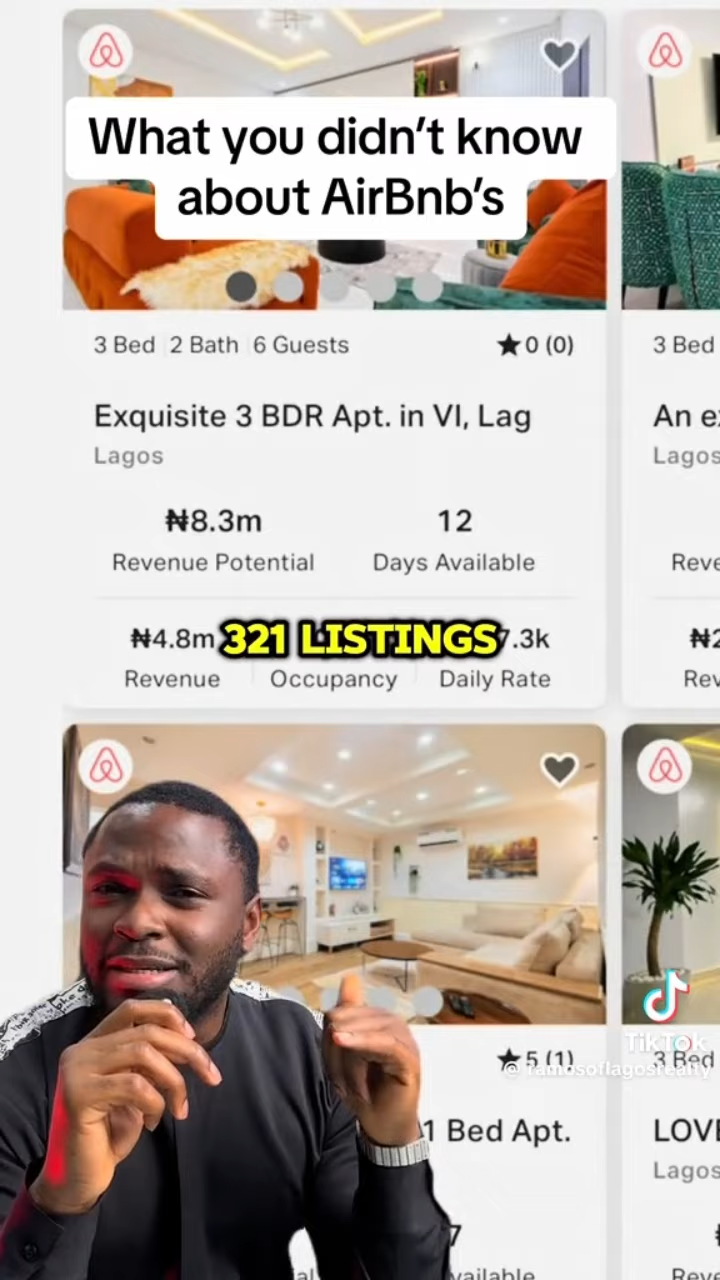 What you didn't know
about AirBnb's
3 Bed 2 Bath 6 Guests ★0 (0)
Exquisite 3 BDR Apt. in VI, Lag
Lagos
₦8.3m 12
Revenue Potential Days Available
₦4.8m 321 LISTINGS 7.3k
Revenue Occupancy Daily Rate
3 Bed
An
Lagos
TikTok
@ramosoflagosrealty
★5 (1)
1 Bed Apt.
3 Bed
Lagos